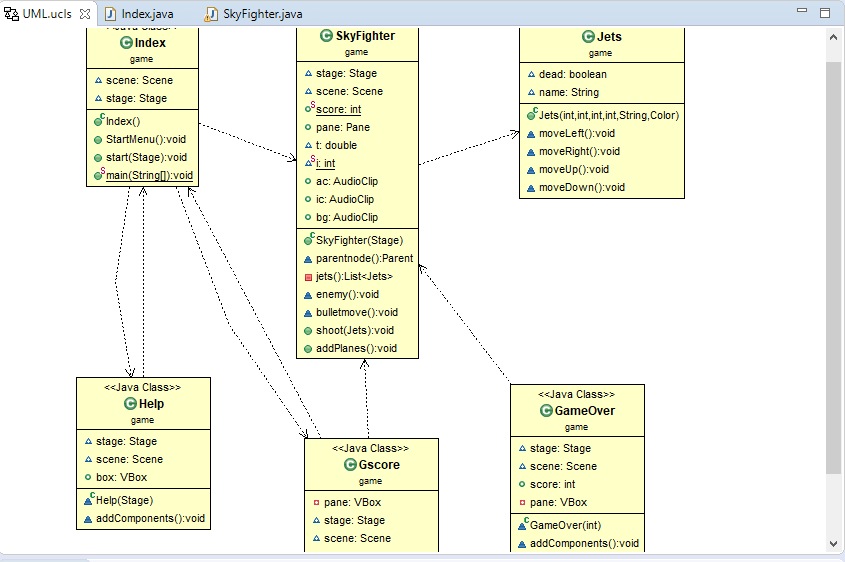 UML.ucls
Index.java
SkyFighter.java
<<Java Class>>
Index
game
scene: Scene
stage: Stage
Index()
StartMenu():void
start(Stage):void
main(String[]):void
SkyFighter
game
stage: Stage
scene: Scene
score: int
pane: Pane
t: double
i: int
ac: AudioClip
ic: AudioClip
bg: AudioClip
SkyFighter(Stage)
parentnode():Parent
jets():List<Jets>
enemy():void
bulletmove():void
shoot(Jets):void
addPlanes():void
Jets
game
dead: boolean
name: String
Jets(int,int,int,int,String,Color)
moveLeft():void
moveRight():void
moveUp():void
moveDown():void
<<Java Class>>
Help
game
stage: Stage
scene: Scene
box: VBox
Help(Stage)
addComponents():void
<<Java Class>>
Gscore
game
pane: VBox
stage: Stage
scene: Scene
<<Java Class>>
GameOver
game
stage: Stage
scene: Scene
score: int
pane: VBox
GameOver(int)
addComponents():void